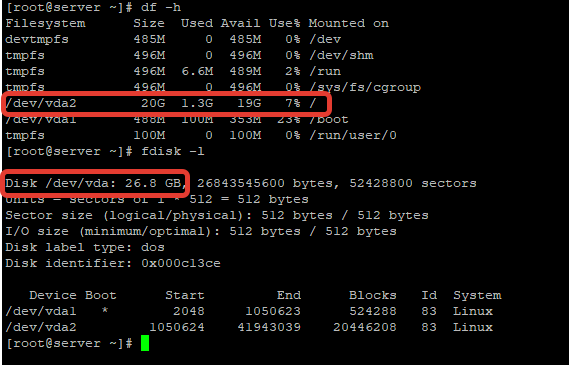 [root@server ~]# df -h
Filesystem      Size  Used Avail Use% Mounted on
devtmpfs        485M     0  485M   0% /dev
tmpfs           496M     0  496M   0% /dev/shm
tmpfs           496M  6.6M  489M   2% /run
tmpfs           496M     0  496M   0% /sys/fs/cgroup
/dev/vda2        20G  1.3G   19G   7% /
/dev/vda1       488M  100M  353M  23% /boot
tmpfs           100M     0  100M   0% /run/user/0
[root@server ~]# fdisk -l
Disk /dev/vda: 26.8 GB, 26843545600 bytes, 52428800 sectors
Units = sectors of 1 * 512 = 512 bytes
Sector size (logical/physical): 512 bytes / 512 bytes
I/O size (minimum/optimal): 512 bytes / 512 bytes
Disk label type: dos
Disk identifier: 0x000c13ce
   Device Boot      Start         End      Blocks   Id  System
/dev/vda1   *        2048     1050623      524288   83  Linux
/dev/vda2         1050624    41943039    20446208   83  Linux
[root@server ~]#